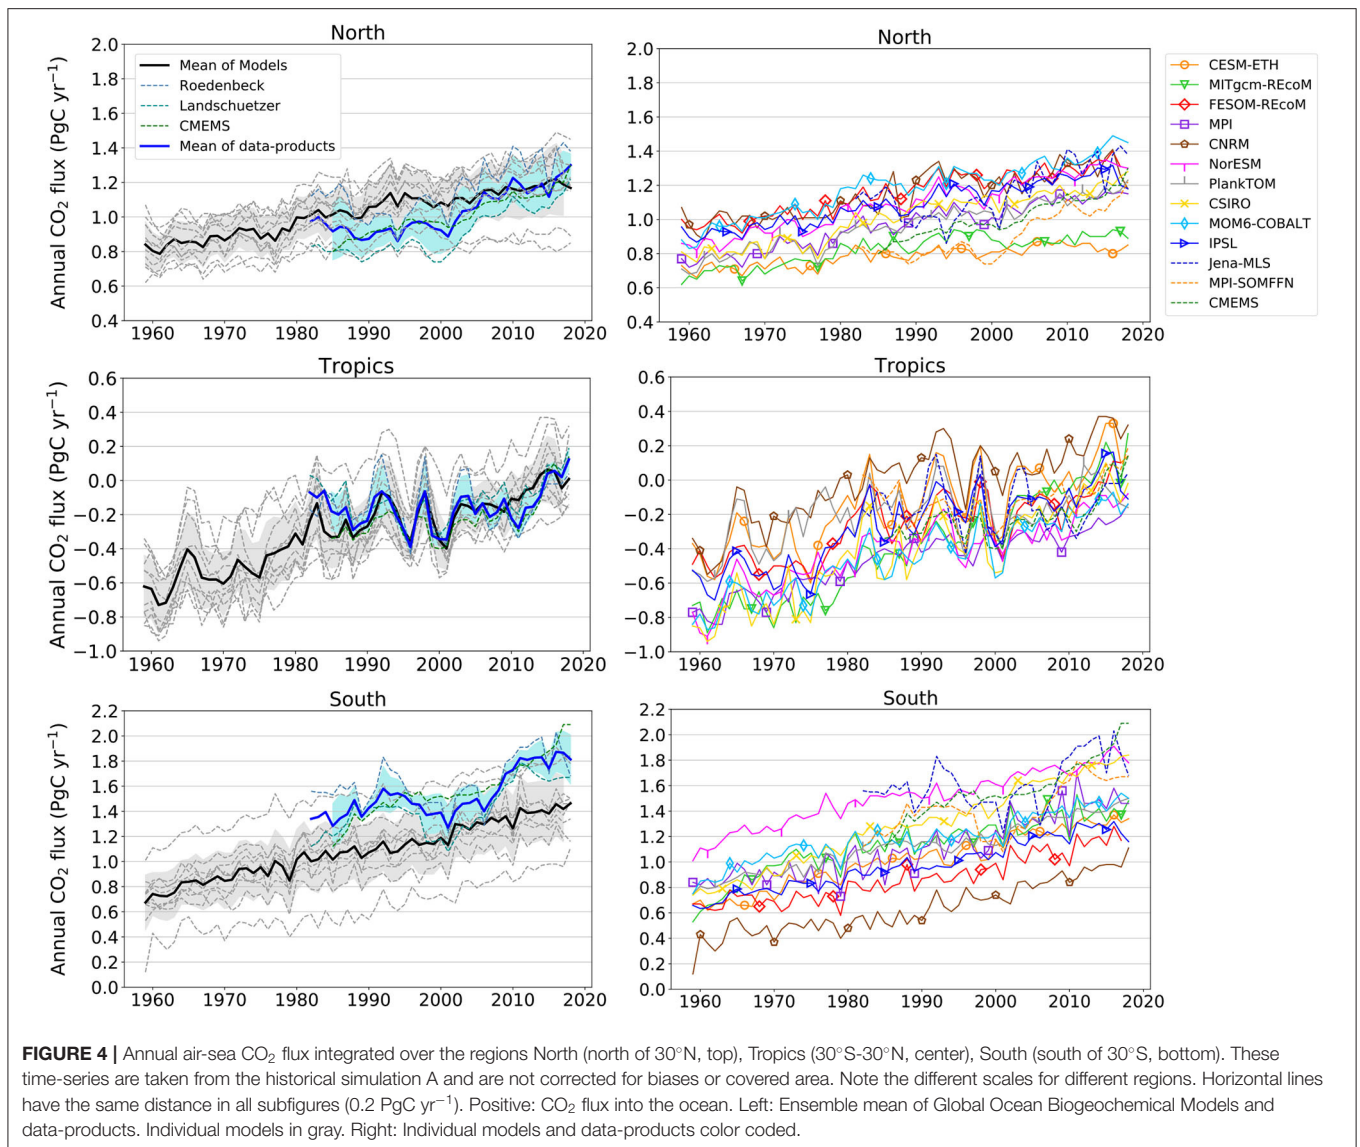 North
2.0
1.8
1.6
1.4
1.2
1.0
0.8
0.6
0.4
Annual CO₂ flux (PgC yr⁻¹)
Mean of Models
Roedenbeck
Landschuetzer
CMEMS
Mean of data-products
1960 1970 1980 1990 2000 2010 2020
North
2.0
1.8
1.6
1.4
1.2
1.0
0.8
0.6
0.4
1960 1970 1980 1990 2000 2010 2020
CESM-ETH
MITgcm-REcoM
FESOM-REcoM
MPI
CNRM
NorESM
PlankTOM
CSIRO
MOM6-COBALT
IPSL
Jena-MLS
MPI-SOMFFN
CMEMS
Tropics
0.6
0.4
0.2
0.0
−0.2
−0.4
−0.6
−0.8
−1.0
Annual CO₂ flux (PgC yr⁻¹)
1960 1970 1980 1990 2000 2010 2020
Tropics
0.6
0.4
0.2
0.0
−0.2
−0.4
−0.6
−0.8
−1.0
1960 1970 1980 1990 2000 2010 2020
South
2.2
2.0
1.8
1.6
1.4
1.2
1.0
0.8
0.6
0.4
0.2
0.0
Annual CO₂ flux (PgC yr⁻¹)
1960 1970 1980 1990 2000 2010 2020
South
2.2
2.0
1.8
1.6
1.4
1.2
1.0
0.8
0.6
0.4
0.2
0.0
1960 1970 1980 1990 2000 2010 2020
FIGURE 4 | Annual air-sea CO₂ flux integrated over the regions North (north of 30°N, top), Tropics (30°S-30°N, center), South (south of 30°S, bottom). These
time-series are taken from the historical simulation A and are not corrected for biases or covered area. Note the different scales for different regions. Horizontal lines
have the same distance in all subfigures (0.2 PgC yr⁻¹). Positive: CO₂ flux into the ocean. Left: Ensemble mean of Global Ocean Biogeochemical Models and
data-products. Individual models in gray. Right: Individual models and data-products color coded.